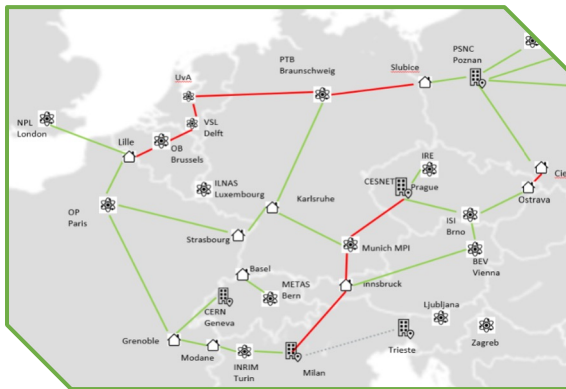 PSNC
Poznan
Slubice
PTB
Braunschweig
UvA
NPL
London
VSL
Delft
Lille
OB
Brussels
IRE
CESNET
Prague
Cie
Ostrava
ILNAS
Luxembourg
Karlsruhe
OP
Paris
ISI
Brno
Strasbourg
Munich MPI
BEV
Vienna
Basel
METAS
Bern
Innsbruck
CERN
Geneva
Ljubljana
Grenoble
Modane
INRIM
Turin
Milan
Trieste
Zagreb